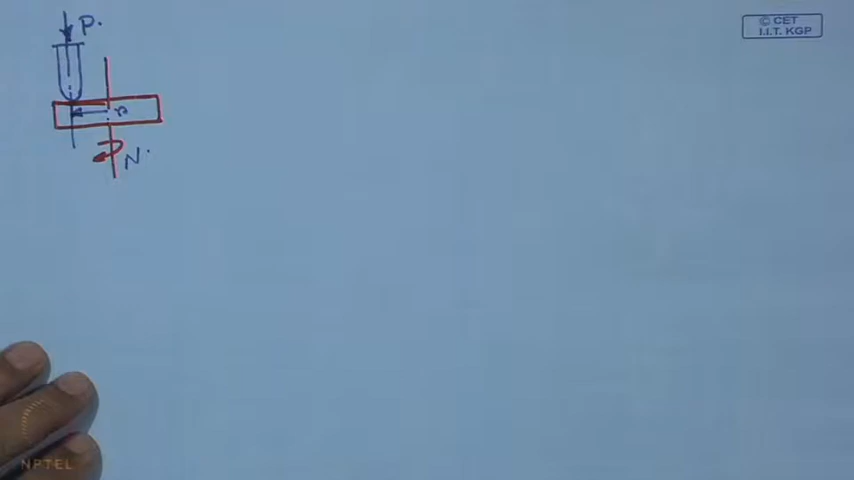 P.
© CET
I.I.T. KGP
N.
NPTEL